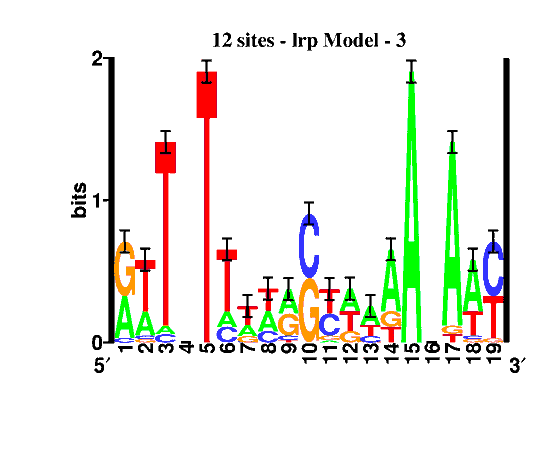 12 sites - lrp Model - 3
2
bits
1
0
G T T T T T T T A C T A A A A A A A C
A A A A A A A G G C T T G G T T
C C C C G C T G C T G C
5′ 1 2 3 4 5 6 7 8 9 10 11 12 13 14 15 16 17 18 19 3′